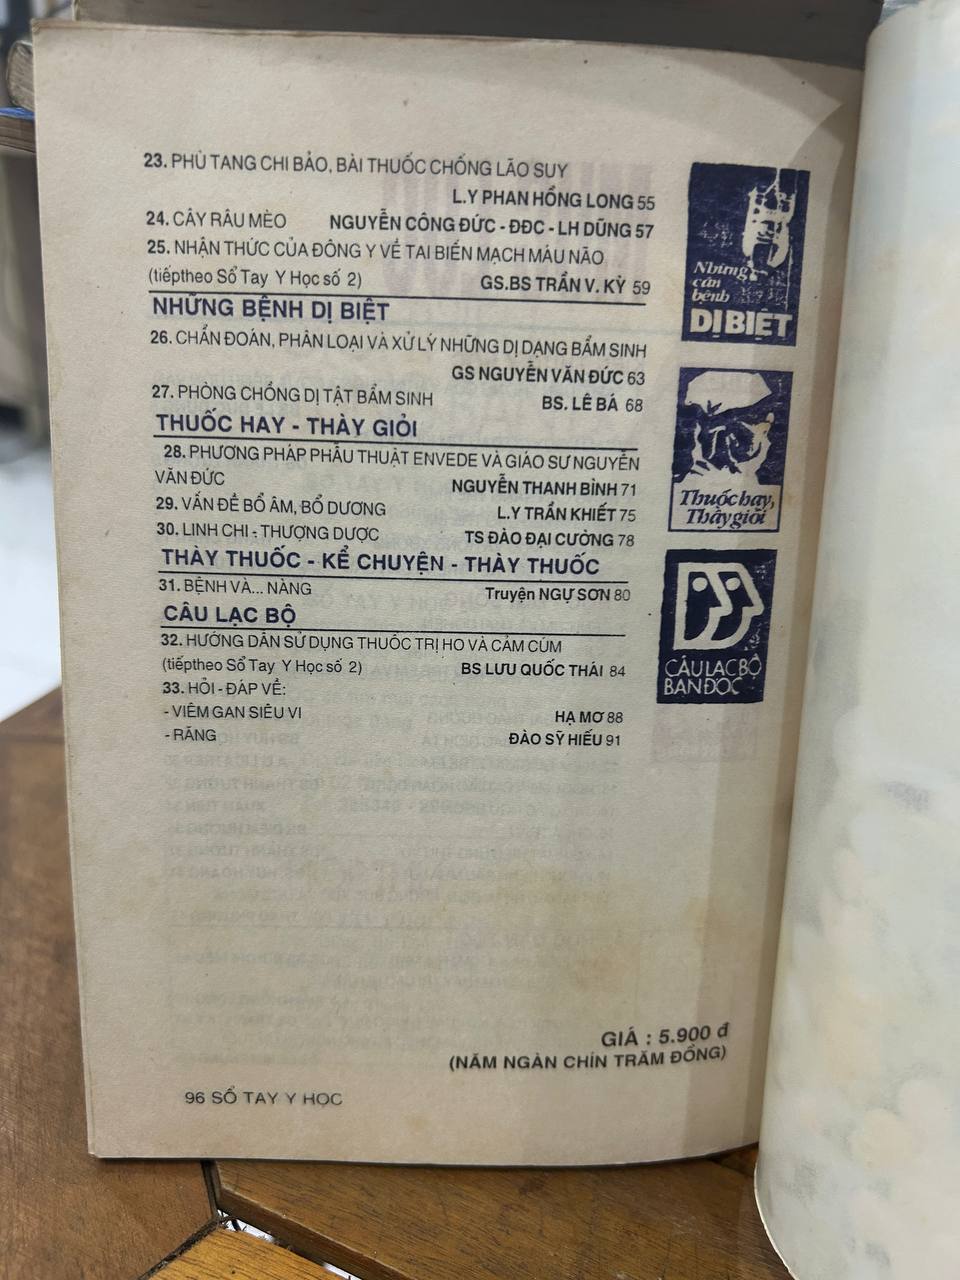 23. PHÙ TANG CHI BẢO, BÀI THUỐC CHỐNG LÃO SUY
L.Y PHAN HỒNG LONG 55
24. CÂY RÂU MÈO NGUYỄN CÔNG ĐỨC - ĐĐC - LH DŨNG 57
25. NHẬN THỨC CỦA ĐÔNG Y VỀ TAI BIẾN MẠCH MÁU NÃO
(tiếptheo Sổ Tay Y Học số 2) GS.BS TRẦN V. KỲ 59
NHỮNG BỆNH DỊ BIỆT
26. CHẨN ĐOÁN, PHÂN LOẠI VÀ XỬ LÝ NHỮNG DỊ DẠNG BẨM SINH
GS NGUYỄN VĂN ĐỨC 63
27. PHÒNG CHỐNG DỊ TẬT BẨM SINH BS. LÊ BÁ 68
THUỐC HAY - THÀY GIỎI
28. PHƯƠNG PHÁP PHẪU THUẬT ENVEDE VÀ GIÁO SƯ NGUYỄN
VĂN ĐỨC NGUYỄN THANH BÌNH 71
29. VẤN ĐỀ BỔ ÂM, BỔ DƯƠNG L.Y TRẦN KHIẾT 75
30. LINH CHI - THƯỢNG DƯỢC TS ĐÀO ĐẠI CƯỜNG 78
THÀY THUỐC - KỂ CHUYỆN - THÀY THUỐC
31. BỆNH VÀ... NÀNG Truyện NGỰ SƠN 80
CÂU LẠC BỘ
32. HƯỚNG DẪN SỬ DỤNG THUỐC TRỊ HO VÀ CẢM CÚM
(tiếptheo Sổ Tay Y Học số 2) BS LƯU QUỐC THÁI 84
33. HỎI - ĐÁP VỀ:
- VIÊM GAN SIÊU VI HẠ MƠ 88
- RĂNG ĐÀO SỸ HIẾU 91
Những
căn
bệnh
DỊ BIỆT
Thuốc hay,
Thày giỏi
CÂU LẠC BỘ
BẠN ĐỌC
GIÁ : 5.900 đ
(NĂM NGÀN CHÍN TRĂM ĐỒNG)
96 SỔ TAY Y HỌC